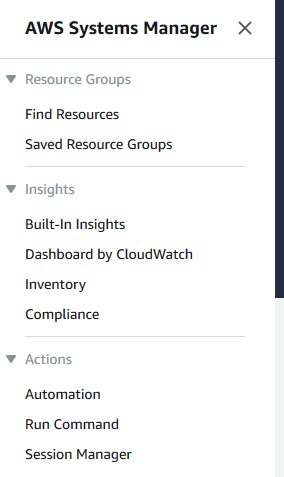 AWS Systems Manager
Resource Groups
Find Resources
Saved Resource Groups
Insights
Built-In Insights
Dashboard by CloudWatch
Inventory
Compliance
Actions
Automation
Run Command
Session Manager